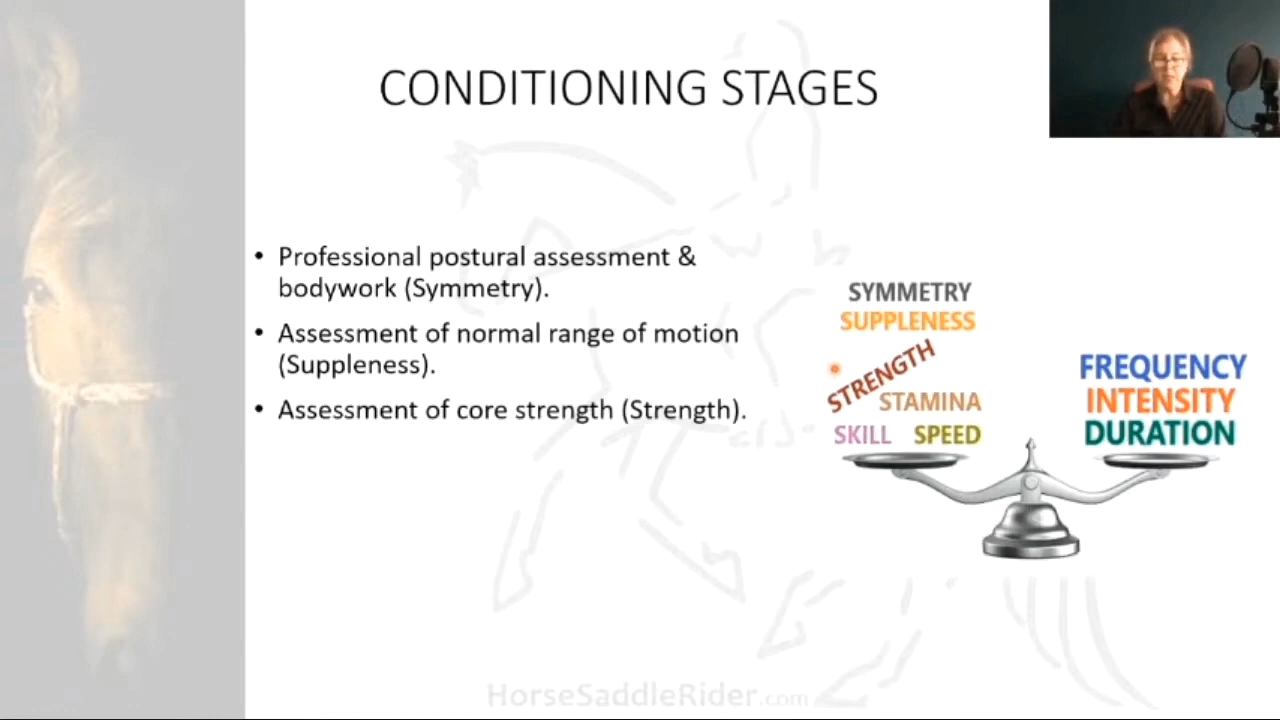 CONDITIONING STAGES
• Professional postural assessment &
bodywork (Symmetry).
• Assessment of normal range of motion
(Suppleness).
• Assessment of core strength (Strength).
SYMMETRY
SUPPLENESS
STRENGTH
STAMINA
SKILL SPEED
FREQUENCY
INTENSITY
DURATION
HorseSaddleRider.com